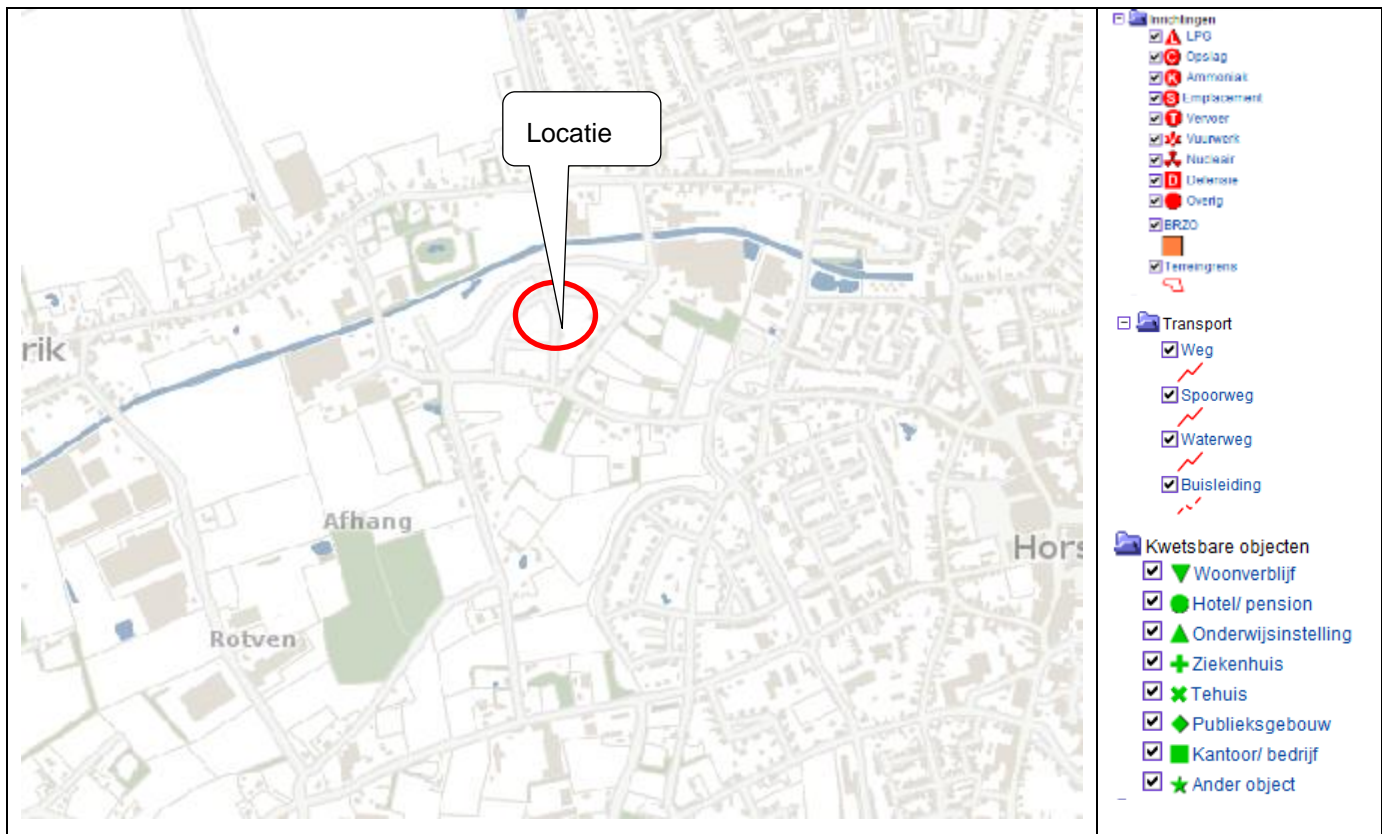 Locatie
rik
Afhang
Hors
Rotven
Inrichtingen
LPG
C Opslag
K Ammoniak
S Emplacement
T Vervoer
Vuurwerk
Nucleair
D Defensie
Overig
BRZO
Terreingrens
Transport
Weg
Spoorweg
Waterweg
Buisleiding
Kwetsbare objecten
Woonverblijf
Hotel/ pension
Onderwijsinstelling
Ziekenhuis
Tehuis
Publieksgebouw
Kantoor/ bedrijf
Ander object